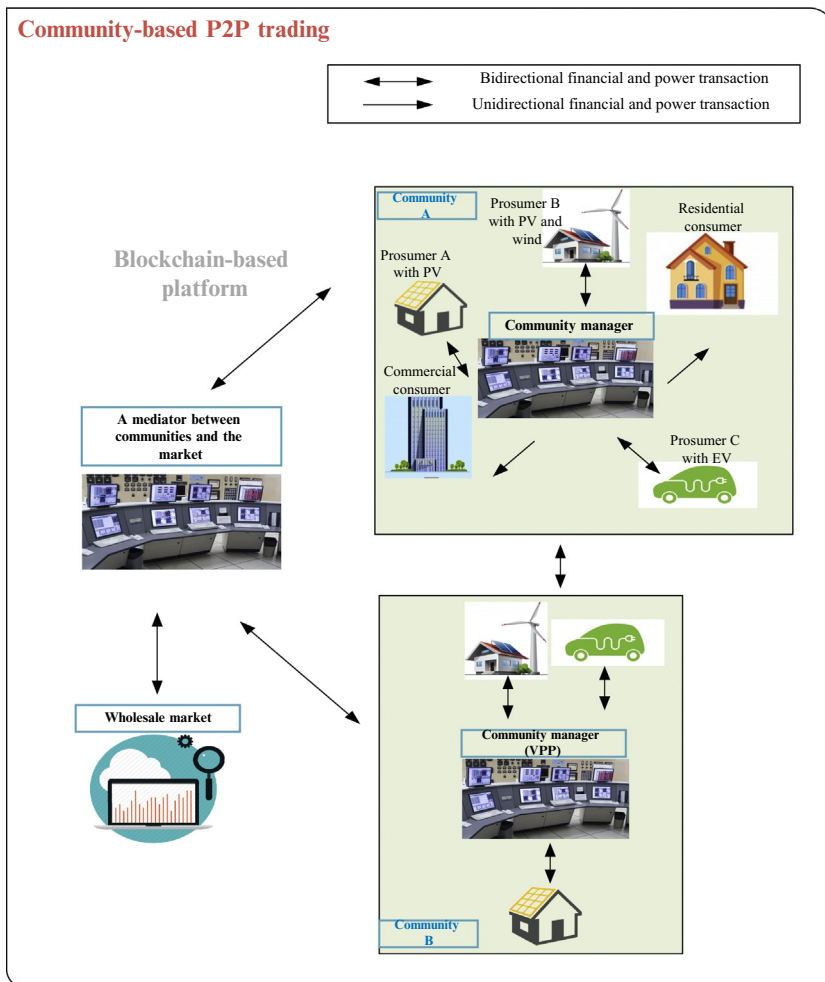 Community-based P2P trading
Bidirectional financial and power transaction
Unidirectional financial and power transaction
Community
A
Prosumer B
with PV and
wind
Residential
consumer
Blockchain-based
platform
Prosumer A
with PV
Community manager
Commercial
consumer
A mediator between
communities and the
market
Prosumer C
with EV
Wholesale market
Community manager
(VPP)
Community
B